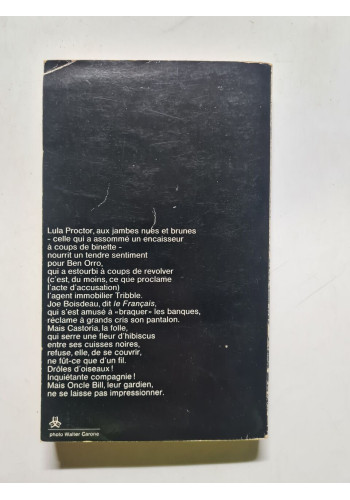 Lula Proctor, aux jambes nues et brunes
- celle qui a assommé un encaisseur
à coups de binette -
nourrit un tendre sentiment
pour Ben Orro,
qui a estourbi à coups de revolver
(c'est, du moins, ce que proclame
l'acte d'accusation)
l'agent immobilier Tribble.
Joe Boisdeau, dit le Français,
qui s'est amusé à «braquer» les banques,
réclame à grands cris son pantalon.
Mais Castoria, la folle,
qui serre une fleur d'hibiscus
entre ses cuisses noires,
refuse, elle, de se couvrir,
ne fût-ce que d'un fil.
Drôles d'oiseaux !
Inquiétante compagnie !
Mais Oncle Bill, leur gardien,
ne se laisse pas impressionner.
photo Walter Carone